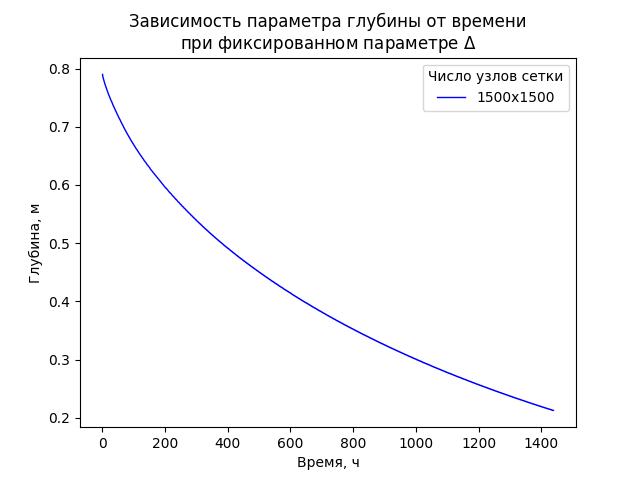 Зависимость параметра глубины от времени
при фиксированном параметре Δ
Число узлов сетки
1500x1500
Глубина, м
0.8
0.7
0.6
0.5
0.4
0.3
0.2
0 200 400 600 800 1000 1200 1400
Время, ч